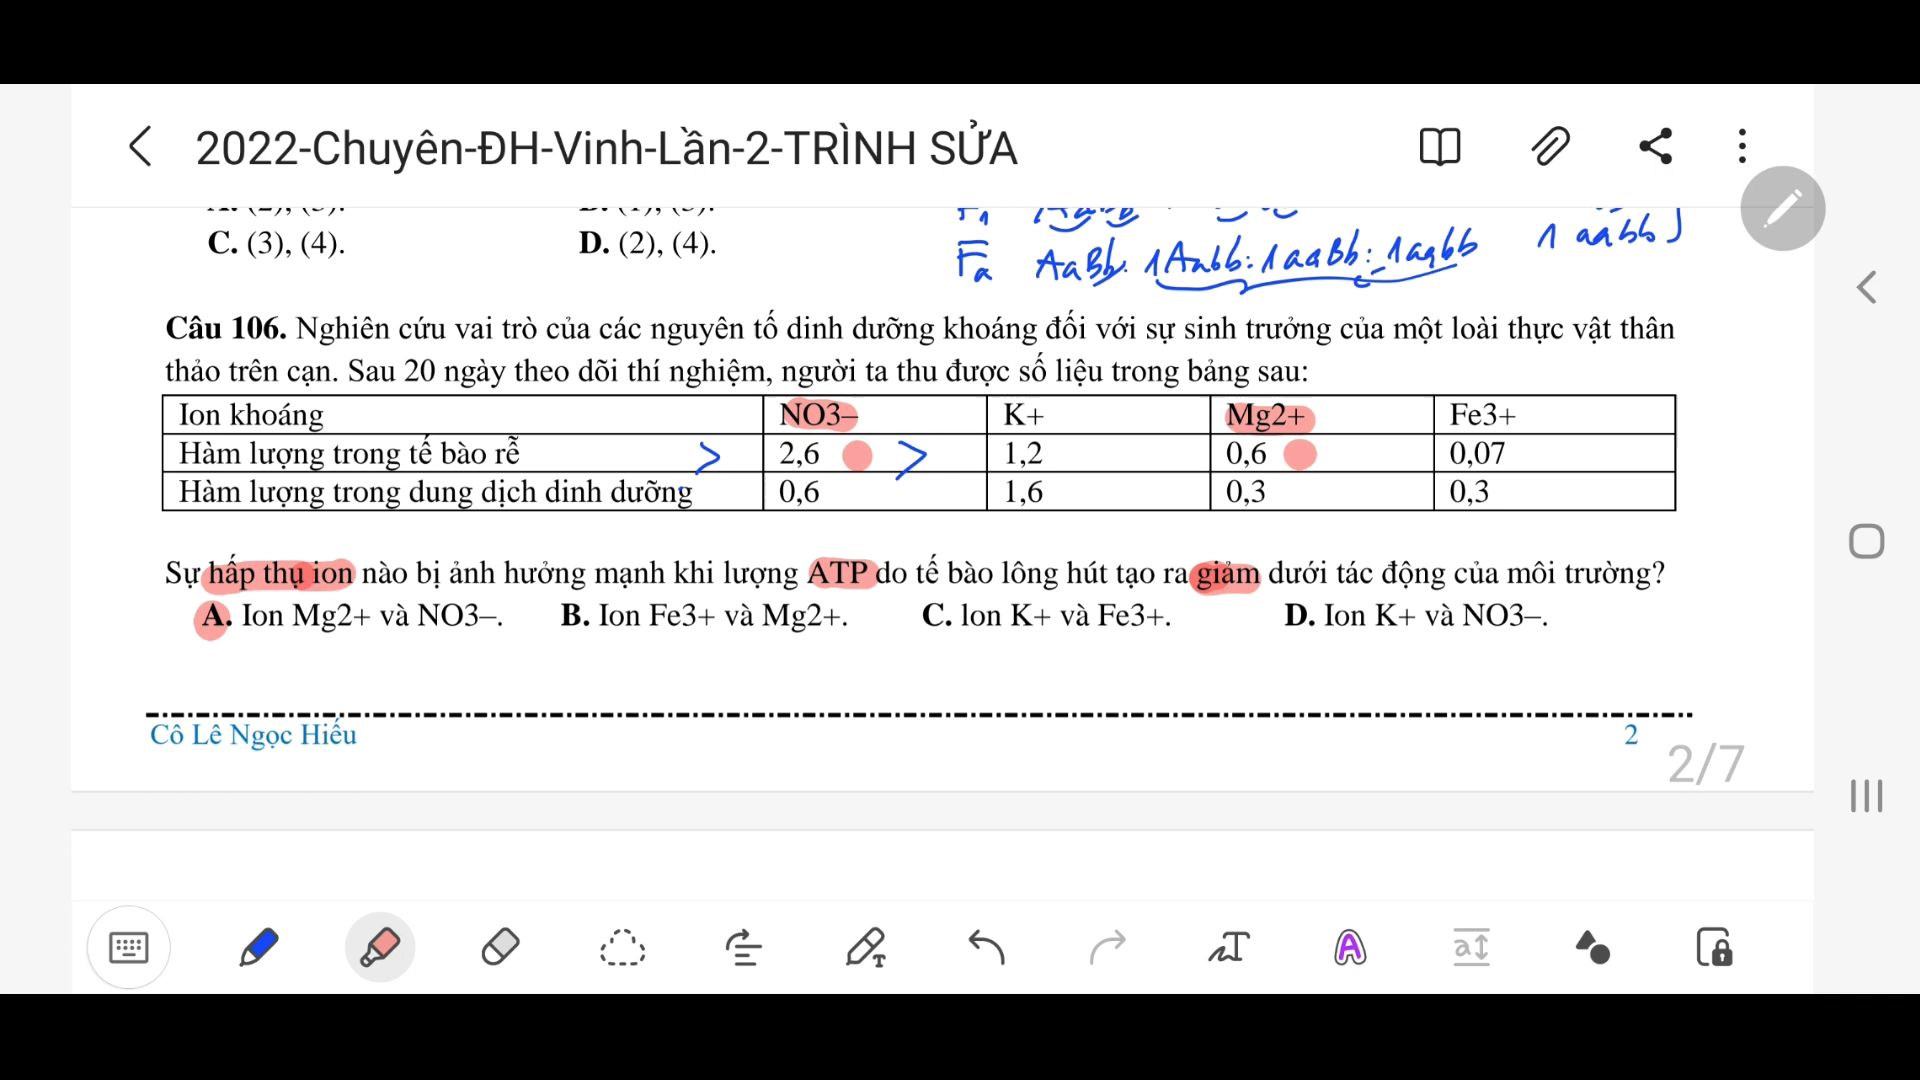 2022-Chuyên-ĐH-Vinh-Lần-2-TRÌNH SỬA
C. (3), (4). D. (2), (4).
Fa AaBb: 1Aabb: 1aaBb: 1aabb 1 aabb
Câu 106. Nghiên cứu vai trò của các nguyên tố dinh dưỡng khoáng đối với sự sinh trưởng của một loài thực vật thân
thảo trên cạn. Sau 20 ngày theo dõi thí nghiệm, người ta thu được số liệu trong bảng sau:
Ion khoáng NO3– K+ Mg2+ Fe3+
Hàm lượng trong tế bào rễ > 2,6 > 1,2 0,6 0,07
Hàm lượng trong dung dịch dinh dưỡng 0,6 1,6 0,3 0,3
Sự hấp thụ ion nào bị ảnh hưởng mạnh khi lượng ATP do tế bào lông hút tạo ra giảm dưới tác động của môi trường?
A. Ion Mg2+ và NO3–. B. Ion Fe3+ và Mg2+. C. lon K+ và Fe3+. D. Ion K+ và NO3–.
Cô Lê Ngọc Hiếu 2
2/7